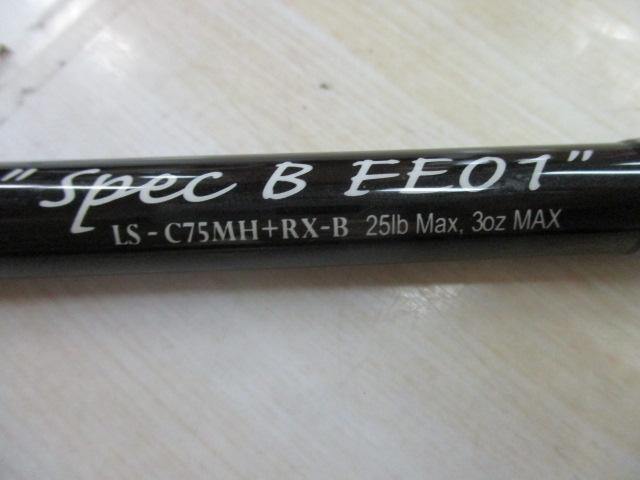 "Spec B EE01"
LS-C75MH+RX-B 25lb Max, 3oz MAX